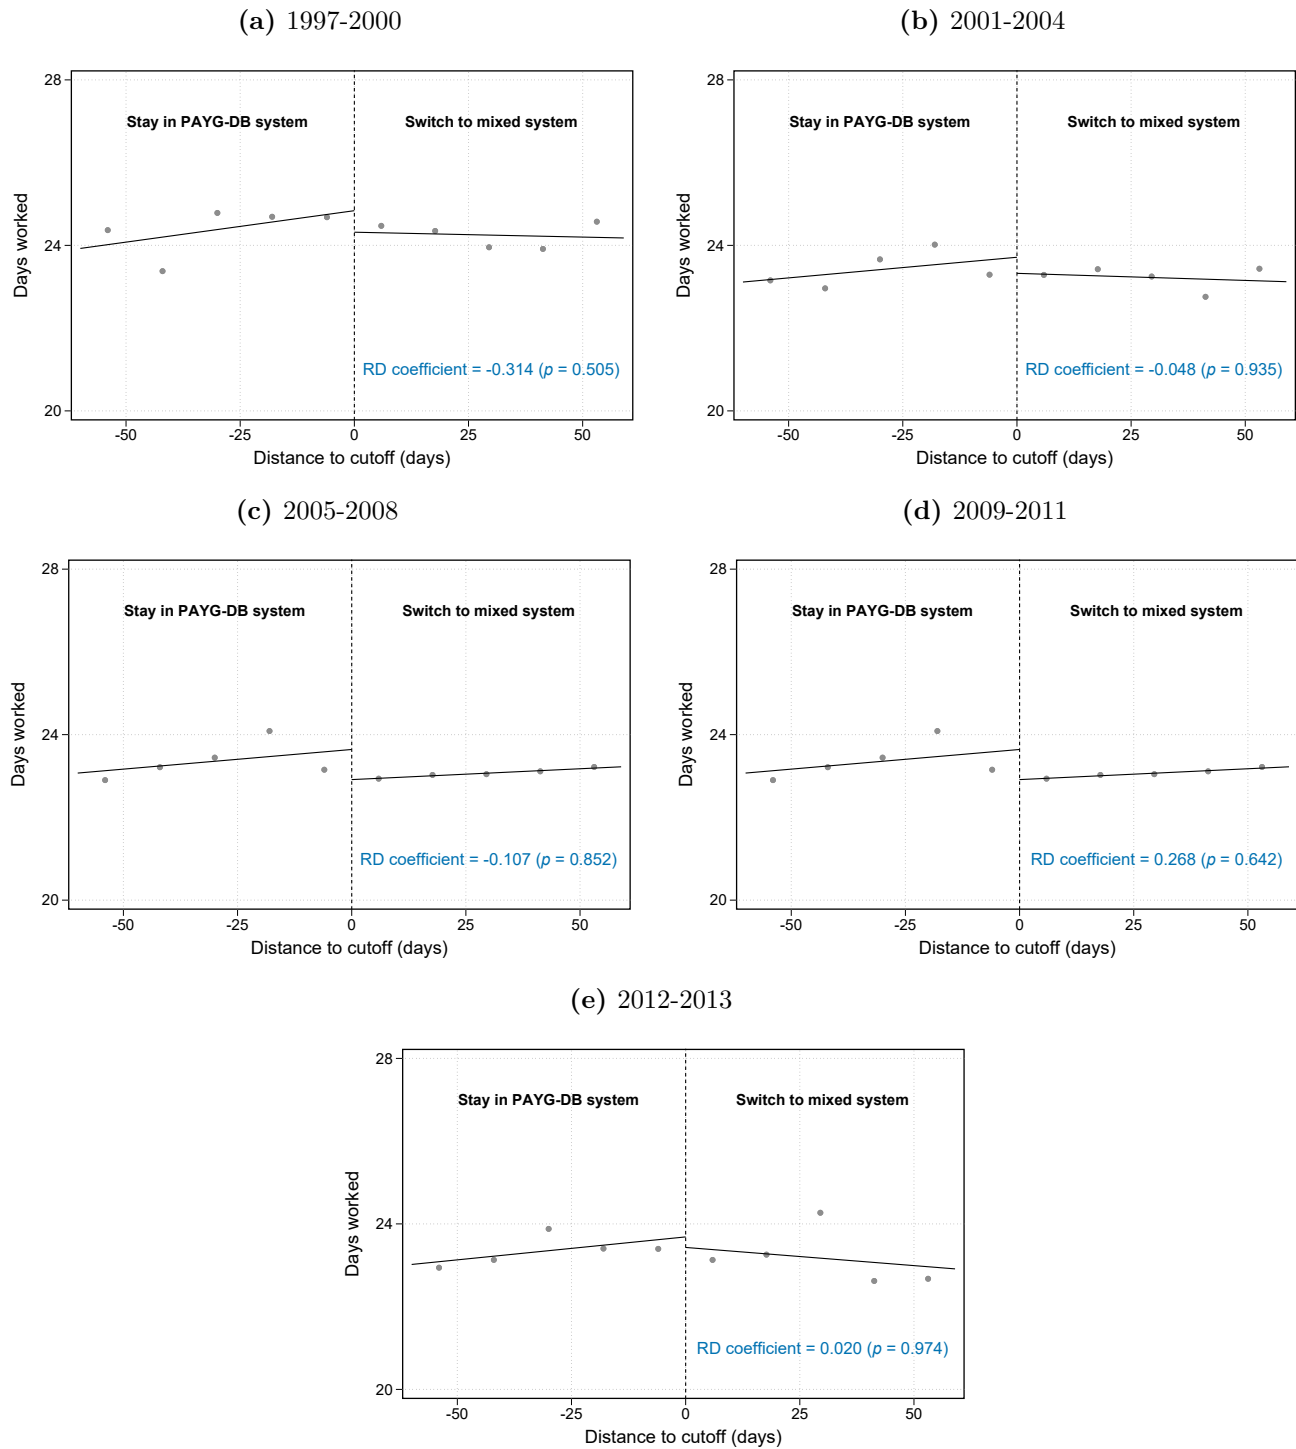 (a) 1997-2000
28
Stay in PAYG-DB system
Switch to mixed system
24
Days worked
RD coefficient = -0.314 (p = 0.505)
20
-50 -25 0 25 50
Distance to cutoff (days)
(b) 2001-2004
28
Stay in PAYG-DB system
Switch to mixed system
24
Days worked
RD coefficient = -0.048 (p = 0.935)
20
-50 -25 0 25 50
Distance to cutoff (days)
(c) 2005-2008
28
Stay in PAYG-DB system
Switch to mixed system
24
Days worked
RD coefficient = -0.107 (p = 0.852)
20
-50 -25 0 25 50
Distance to cutoff (days)
(d) 2009-2011
28
Stay in PAYG-DB system
Switch to mixed system
24
Days worked
RD coefficient = 0.268 (p = 0.642)
20
-50 -25 0 25 50
Distance to cutoff (days)
(e) 2012-2013
28
Stay in PAYG-DB system
Switch to mixed system
24
Days worked
RD coefficient = 0.020 (p = 0.974)
20
-50 -25 0 25 50
Distance to cutoff (days)